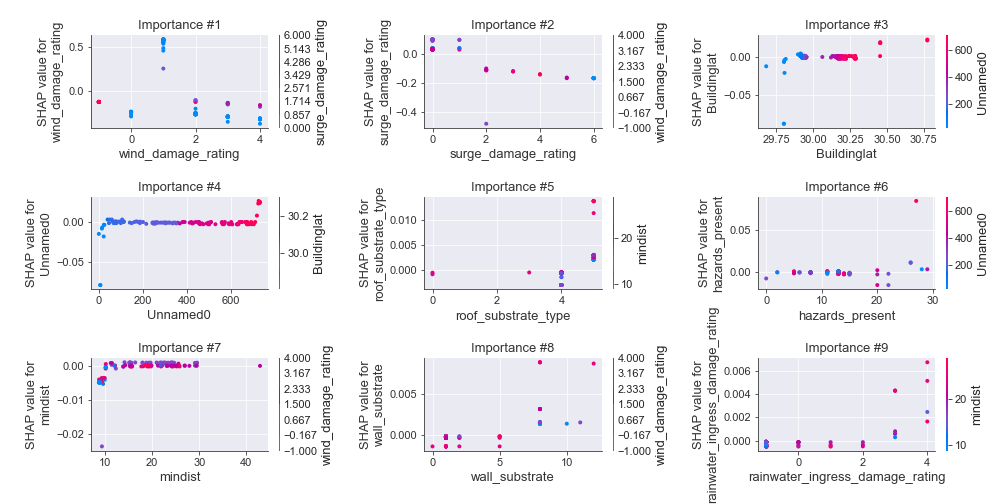 Importance #1
SHAP value for
wind_damage_rating
0.5
0.0
0
2
4
wind_damage_rating
6.000
5.143
4.286
3.429
2.571
1.714
0.857
0.000
surge_damage_rating
Importance #2
SHAP value for
surge_damage_rating
0.0
−0.2
−0.4
0
2
4
6
surge_damage_rating
4.000
3.167
2.333
1.500
0.667
−0.167
−1.000
wind_damage_rating
Importance #3
SHAP value for
Buildinglat
0.00
−0.05
29.75
30.00
30.25
30.50
30.75
Buildinglat
600
400
200
Unnamed0
Importance #4
SHAP value for
Unnamed0
0.00
−0.05
0
200
400
600
Unnamed0
30.2
30.0
Buildinglat
Importance #5
SHAP value for
roof_substrate_type
0.010
0.005
0.000
0
2
4
roof_substrate_type
20
10
mindist
Importance #6
SHAP value for
hazards_present
0.05
0.00
0
10
20
30
hazards_present
600
400
200
Unnamed0
Importance #7
SHAP value for
mindist
0.00
−0.01
−0.02
10
20
30
40
mindist
4.000
3.167
2.333
1.500
0.667
−0.167
−1.000
wind_damage_rating
Importance #8
SHAP value for
wall_substrate
0.005
0.000
0
5
10
wall_substrate
4.000
3.167
2.333
1.500
0.667
−0.167
−1.000
wind_damage_rating
Importance #9
SHAP value for
rainwater_ingress_damage_rating
0.006
0.004
0.002
0.000
0
2
4
rainwater_ingress_damage_rating
20
10
mindist